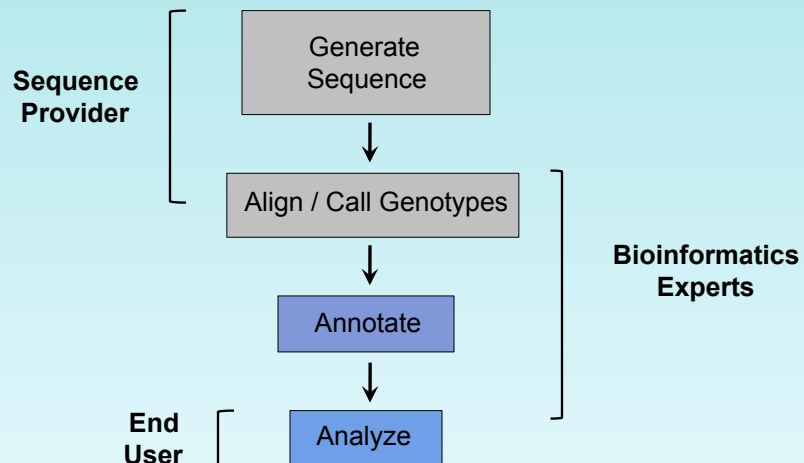 Generate
Sequence
Sequence
Provider
Align / Call Genotypes
Bioinformatics
Experts
Annotate
End
User
Analyze